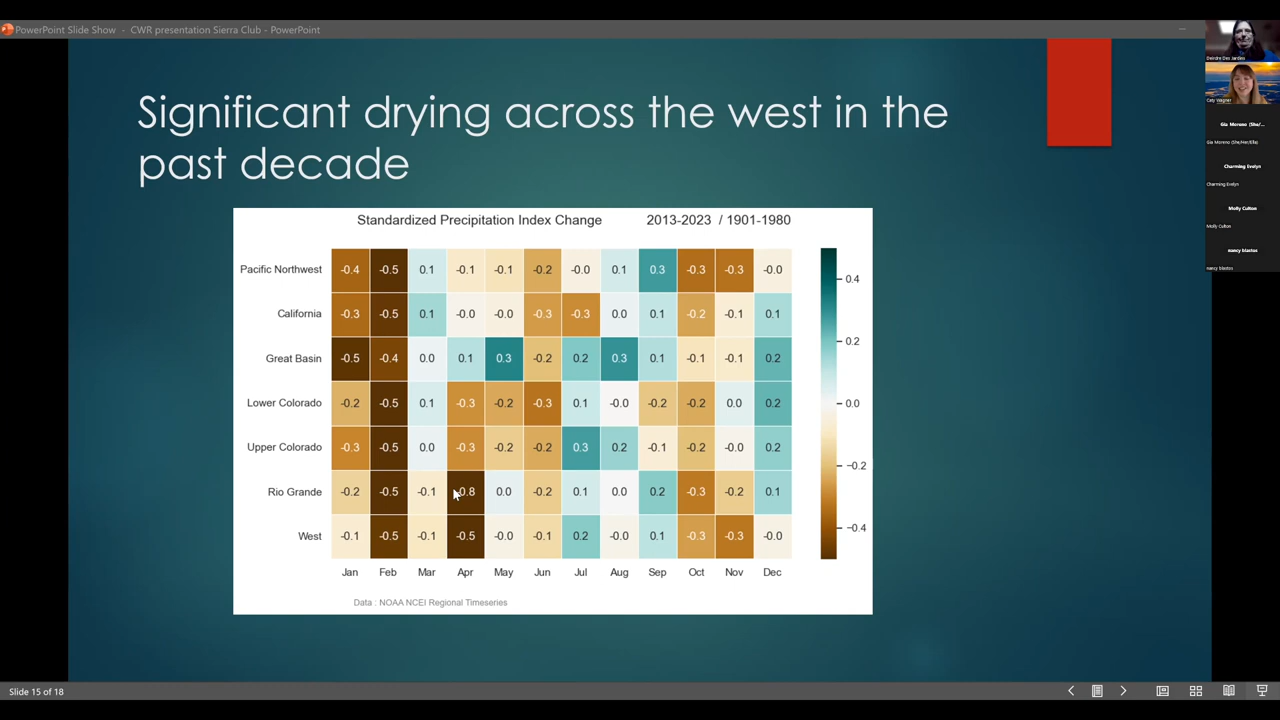 PowerPoint Slide Show - CWR presentation Sierra Club - PowerPoint
Significant drying across the west in the
past decade
Standardized Precipitation Index Change 2013-2023 / 1901-1980
Pacific Northwest -0.4 -0.5 0.1 -0.1 -0.1 -0.2 -0.0 0.1 0.3 -0.3 -0.3 -0.0
California -0.3 -0.5 0.1 -0.0 -0.0 -0.3 -0.3 0.0 0.1 -0.2 -0.1 0.1
Great Basin -0.5 -0.4 0.0 0.1 0.3 -0.2 0.2 0.3 0.1 -0.1 -0.1 0.2
Lower Colorado -0.2 -0.5 0.1 -0.3 -0.2 -0.3 0.1 -0.0 -0.2 -0.2 0.0 0.2
Upper Colorado -0.3 -0.5 0.0 -0.3 -0.2 -0.2 0.3 0.2 -0.1 -0.2 -0.0 0.2
Rio Grande -0.2 -0.5 -0.1 -0.8 0.0 -0.2 0.1 0.0 0.2 -0.3 -0.2 0.1
West -0.1 -0.5 -0.1 -0.5 -0.0 -0.1 0.2 -0.0 0.1 -0.3 -0.3 -0.0
Jan Feb Mar Apr May Jun Jul Aug Sep Oct Nov Dec
0.4
0.2
0.0
-0.2
-0.4
Data : NOAA NCEI Regional Timeseries
Slide 15 of 18
Deirdre Des Jardins
Caty Wagner
Gia Moreno (She/...
Gia Moreno (She/Her/Ella)
Charming Evelyn
Charming Evelyn
Molly Culton
Molly Culton
nancy blastos
nancy blastos